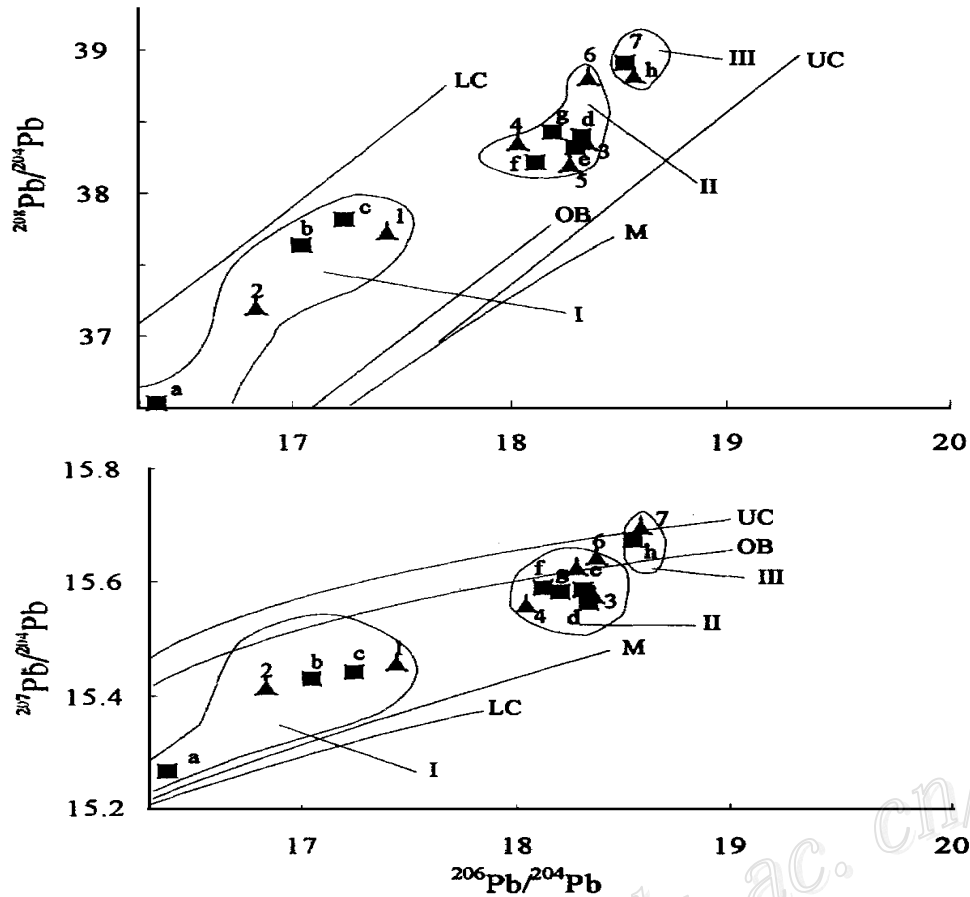 39
38
37
²⁰⁸Pb/²⁰⁴Pb
LC
UC
OB
M
I
II
III
7
h
6
g
d
4
f
e
3
5
b
c
1
2
a
17
18
19
20
15.8
15.6
15.4
15.2
²⁰⁷Pb/²⁰⁴Pb
UC
OB
M
LC
I
II
III
7
h
6
f
g
e
4
d
3
2
b
c
1
a
17
18
19
20
²⁰⁶Pb/²⁰⁴Pb
ac. cn/